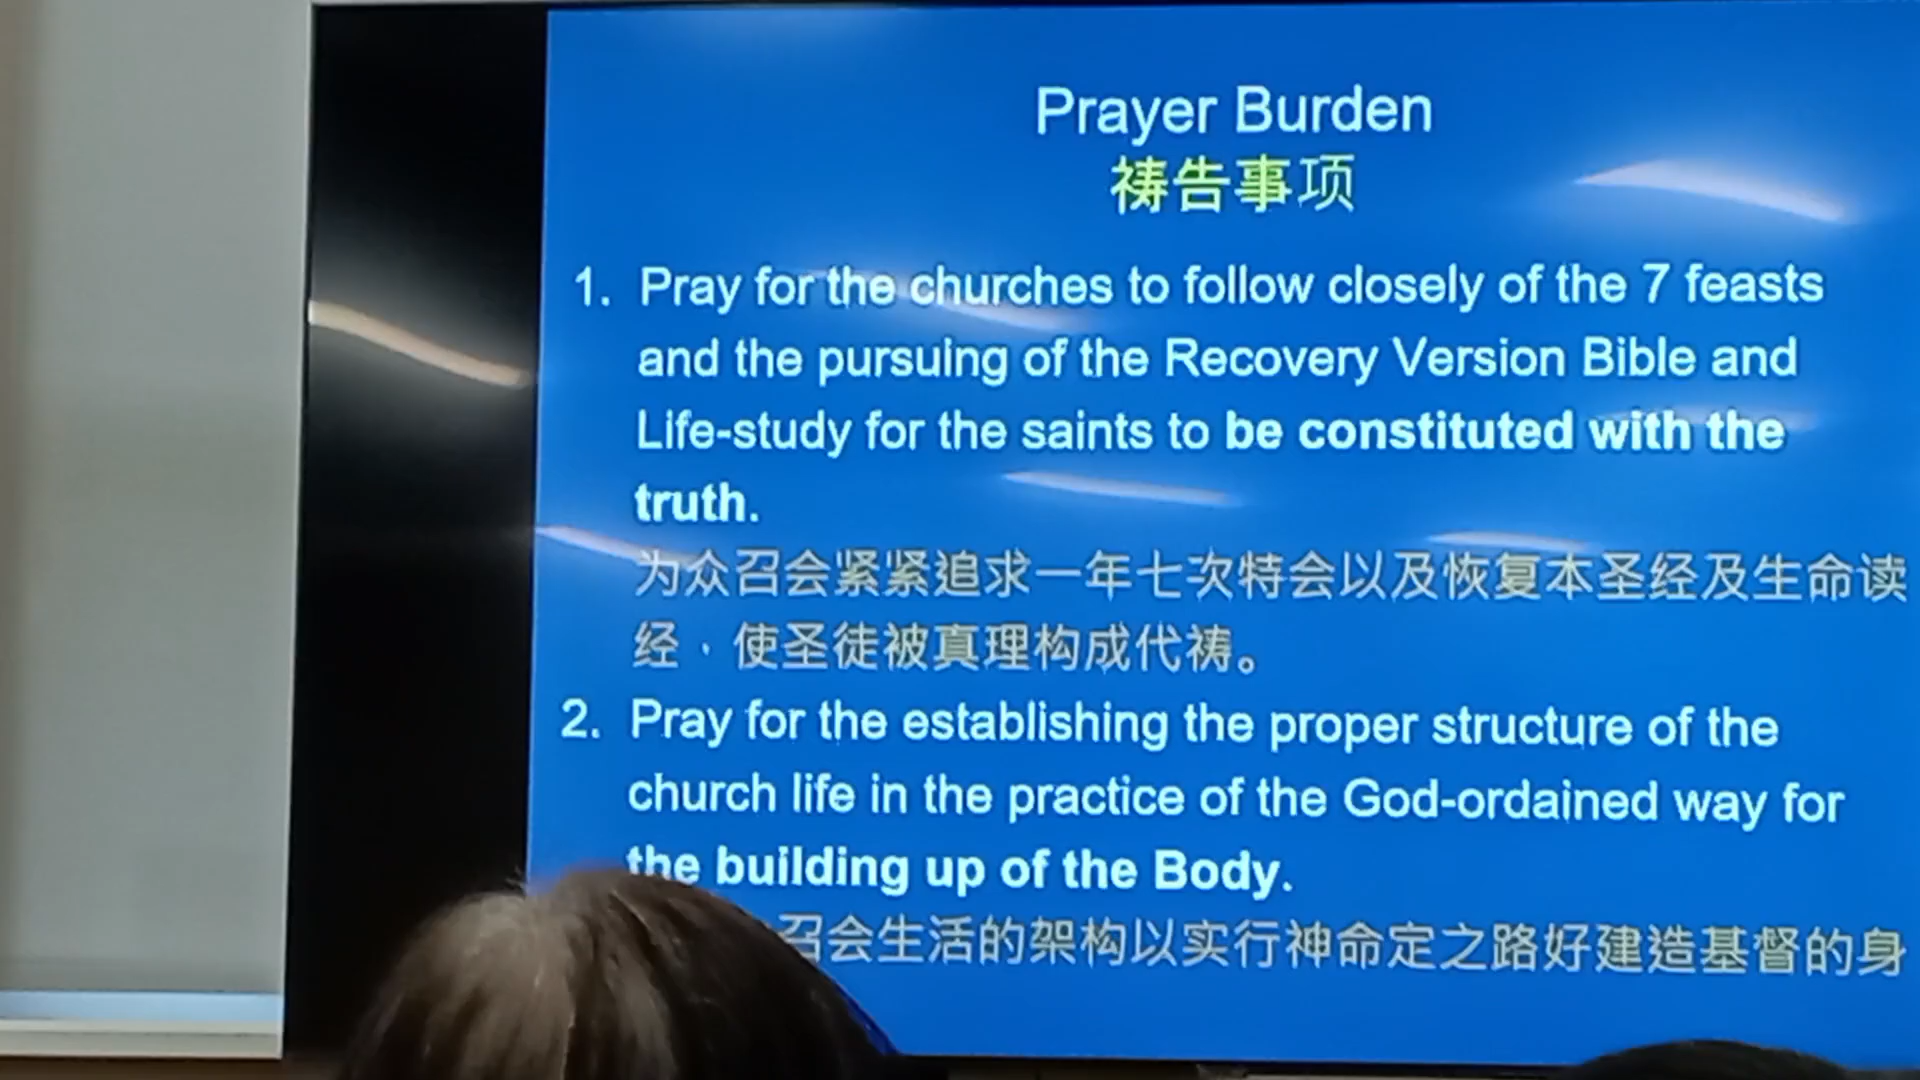 Prayer Burden
祷告事项
1. Pray for the churches to follow closely of the 7 feasts
and the pursuing of the Recovery Version Bible and
Life-study for the saints to be constituted with the
truth.
为众召会紧紧追求一年七次特会以及恢复本圣经及生命读
经，使圣徒被真理构成代祷。
2. Pray for the establishing the proper structure of the
church life in the practice of the God-ordained way for
the building up of the Body.
召会生活的架构以实行神命定之路好建造基督的身